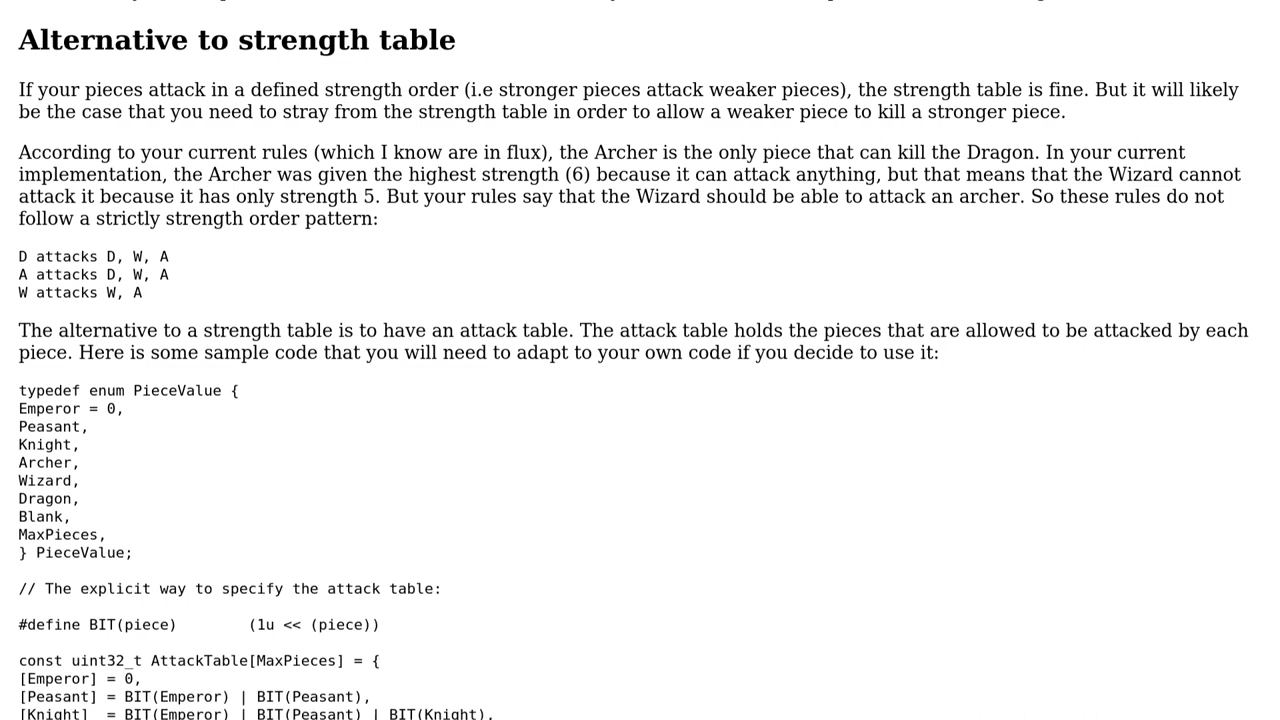 Alternative to strength table
If your pieces attack in a defined strength order (i.e stronger pieces attack weaker pieces), the strength table is fine. But it will likely
be the case that you need to stray from the strength table in order to allow a weaker piece to kill a stronger piece.
According to your current rules (which I know are in flux), the Archer is the only piece that can kill the Dragon. In your current
implementation, the Archer was given the highest strength (6) because it can attack anything, but that means that the Wizard cannot
attack it because it has only strength 5. But your rules say that the Wizard should be able to attack an archer. So these rules do not
follow a strictly strength order pattern:
D attacks D, W, A
A attacks D, W, A
W attacks W, A
The alternative to a strength table is to have an attack table. The attack table holds the pieces that are allowed to be attacked by each
piece. Here is some sample code that you will need to adapt to your own code if you decide to use it:
typedef enum PieceValue {
Emperor = 0,
Peasant,
Knight,
Archer,
Wizard,
Dragon,
Blank,
MaxPieces,
} PieceValue;
// The explicit way to specify the attack table:
#define BIT(piece)        (1u << (piece))
const uint32_t AttackTable[MaxPieces] = {
[Emperor] = 0,
[Peasant] = BIT(Emperor) | BIT(Peasant),
[Knight]  = BIT(Emperor) | BIT(Peasant) | BIT(Knight),